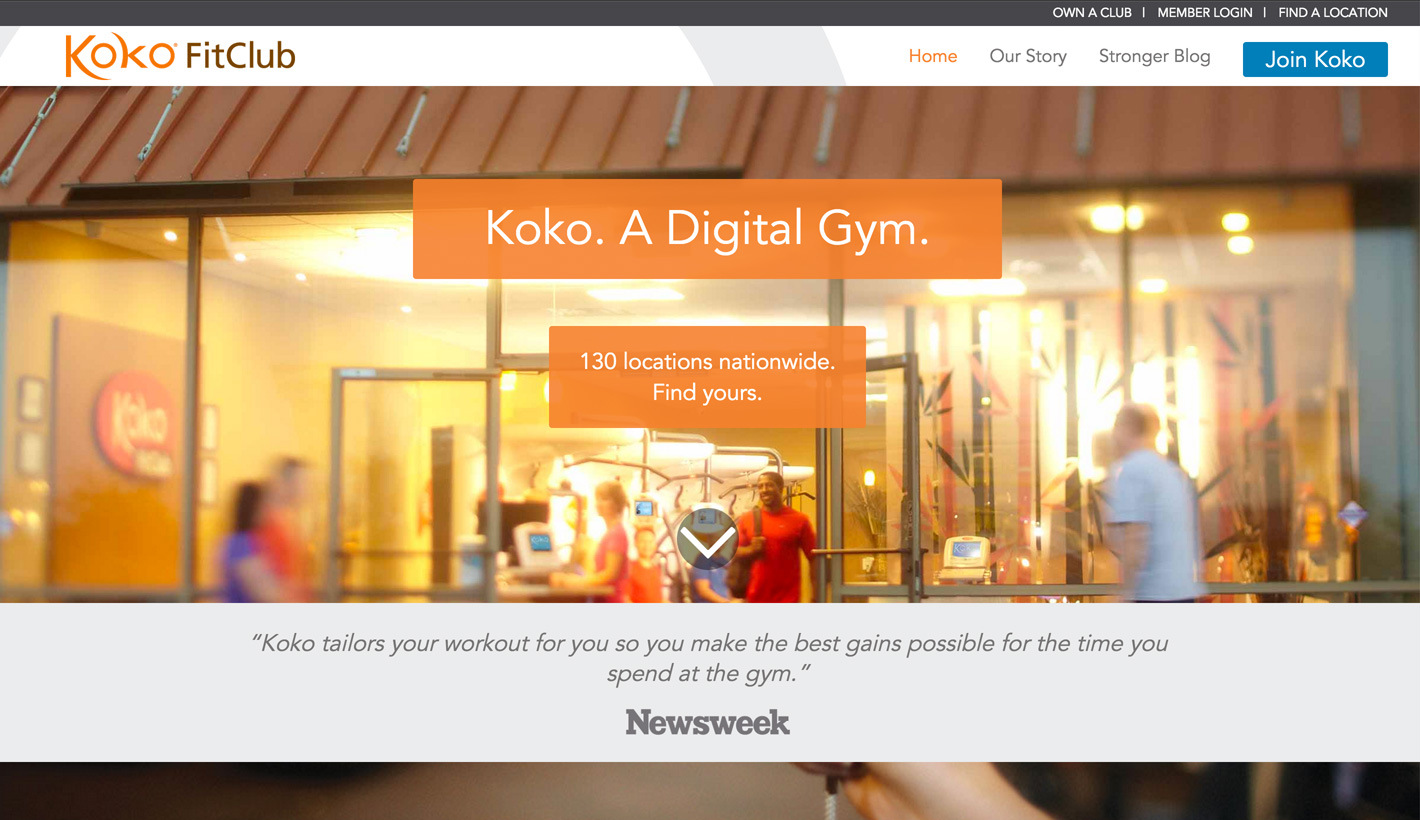 OWN A CLUB | MEMBER LOGIN | FIND A LOCATION
Koko FitClub
Home Our Story Stronger Blog Join Koko
Koko. A Digital Gym.
130 locations nationwide.
Find yours.
Koko
“Koko tailors your workout for you so you make the best gains possible for the time you
spend at the gym.”
Newsweek